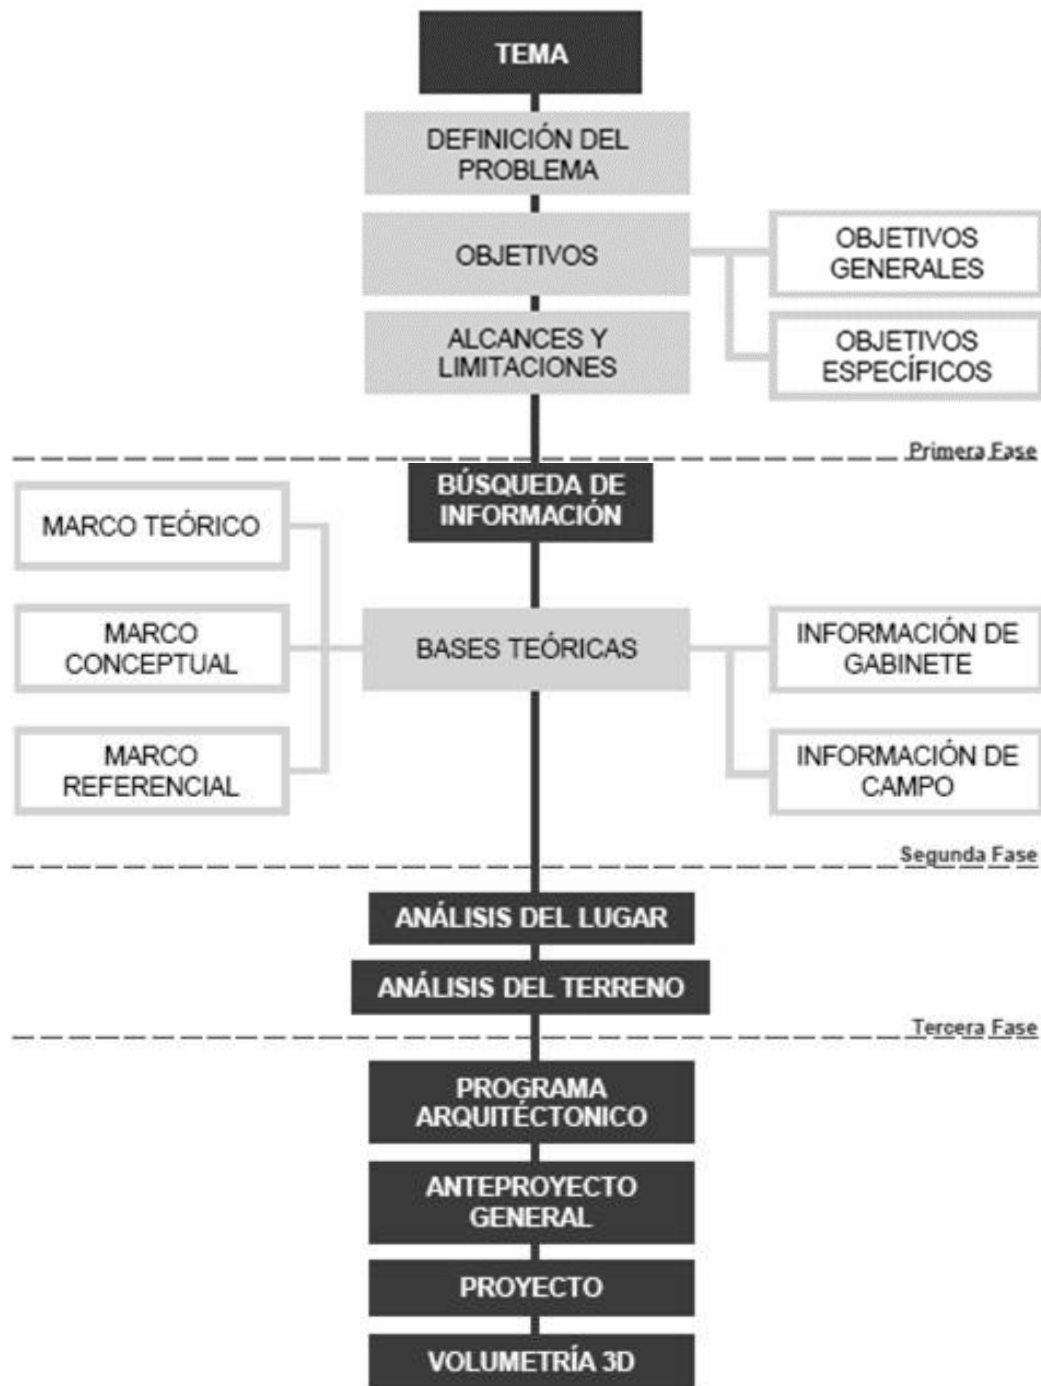 TEMA
DEFINICIÓN DEL
PROBLEMA
OBJETIVOS
OBJETIVOS
GENERALES
ALCANCES Y
LIMITACIONES
OBJETIVOS
ESPECÍFICOS
Primera Fase
BÚSQUEDA DE
INFORMACIÓN
MARCO TEÓRICO
MARCO
CONCEPTUAL
MARCO
REFERENCIAL
BASES TEÓRICAS
INFORMACIÓN DE
GABINETE
INFORMACIÓN DE
CAMPO
Segunda Fase
ANÁLISIS DEL LUGAR
ANÁLISIS DEL TERRENO
Tercera Fase
PROGRAMA
ARQUITÉCTONICO
ANTEPROYECTO
GENERAL
PROYECTO
VOLUMETRÍA 3D